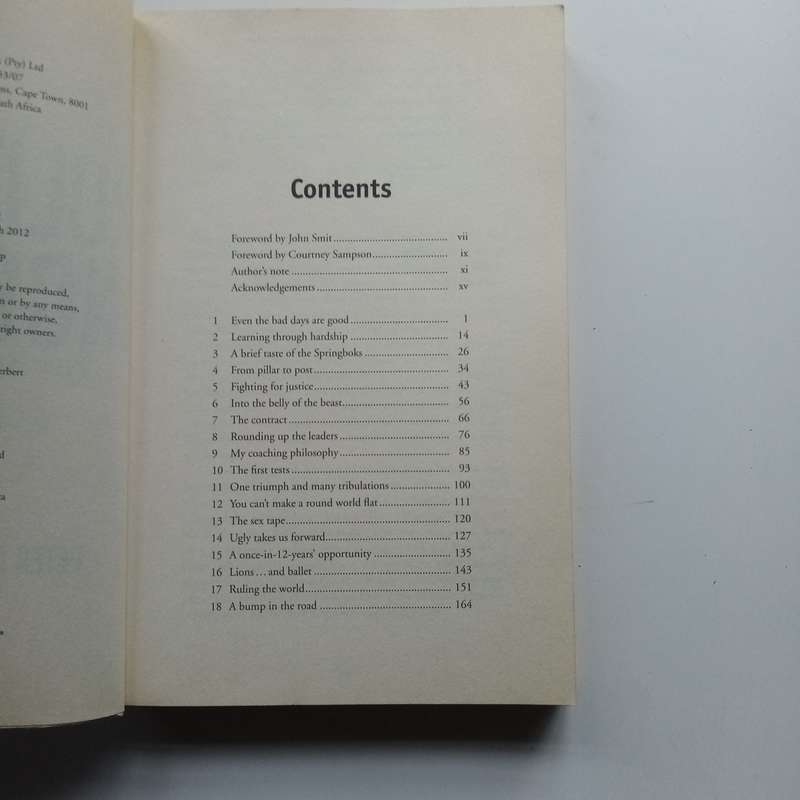 (Pty) Ltd
33/07
Cape Town, 8001
Africa
2012
be reproduced,
or by any means,
or otherwise,
right owners.
Contents
Foreword by John Smit vii
Foreword by Courtney Sampson ix
Author's note xi
Acknowledgements xv
1 Even the bad days are good 1
2 Learning through hardship 14
3 A brief taste of the Springboks 26
4 From pillar to post 34
5 Fighting for justice 43
6 Into the belly of the beast 56
7 The contract 66
8 Rounding up the leaders 76
9 My coaching philosophy 85
10 The first tests 93
11 One triumph and many tribulations 100
12 You can't make a round world flat 111
13 The sex tape 120
14 Ugly takes us forward 127
15 A once-in-12-years' opportunity 135
16 Lions ... and ballet 143
17 Ruling the world 151
18 A bump in the road 164